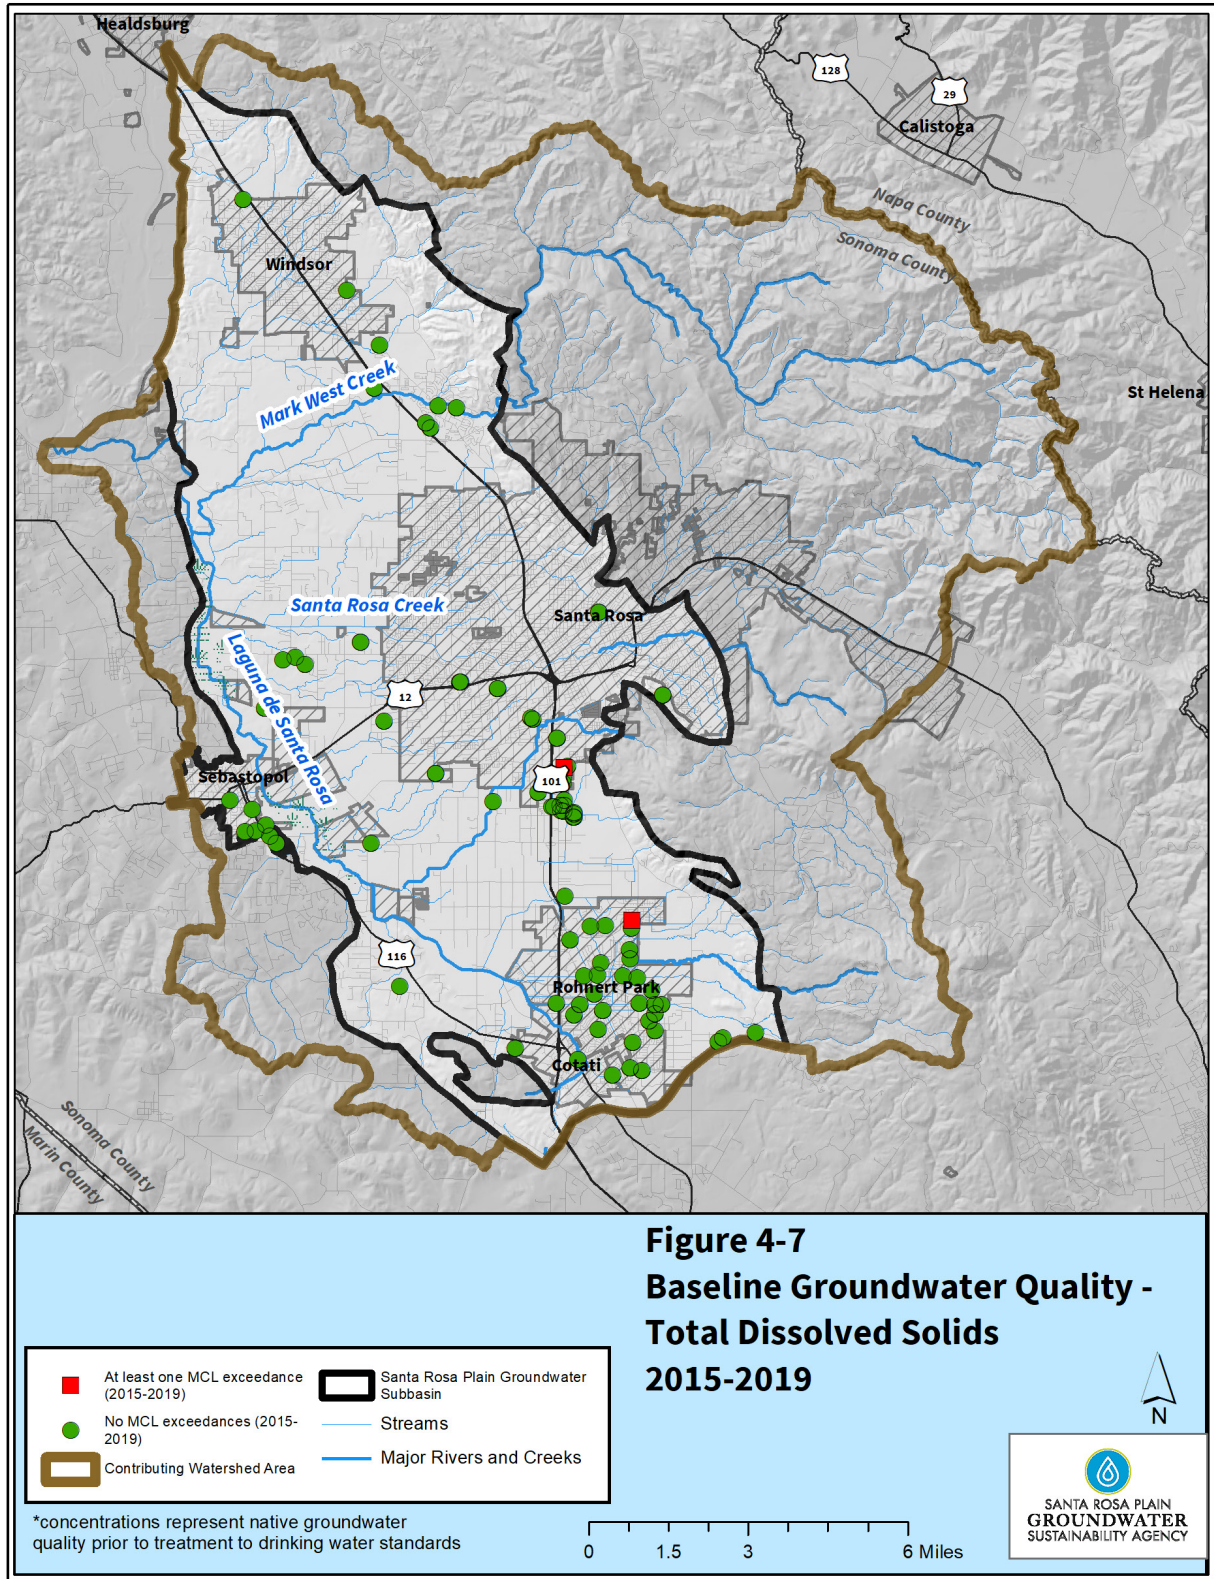 Healdsburg
128
29
Calistoga
Napa County
Sonoma County
Windsor
St Helena
Mark West Creek
Santa Rosa Creek
Santa Rosa
Laguna de Santa Rosa
12
Sebastopol
101
116
Rohnert Park
Cotati
Sonoma County
Marin County
Figure 4-7
Baseline Groundwater Quality -
Total Dissolved Solids
2015-2019
At least one MCL exceedance
(2015-2019)
No MCL exceedances (2015-
2019)
Contributing Watershed Area
Santa Rosa Plain Groundwater
Subbasin
Streams
Major Rivers and Creeks
*concentrations represent native groundwater
quality prior to treatment to drinking water standards
0 1.5 3 6 Miles
N
SANTA ROSA PLAIN
GROUNDWATER
SUSTAINABILITY AGENCY